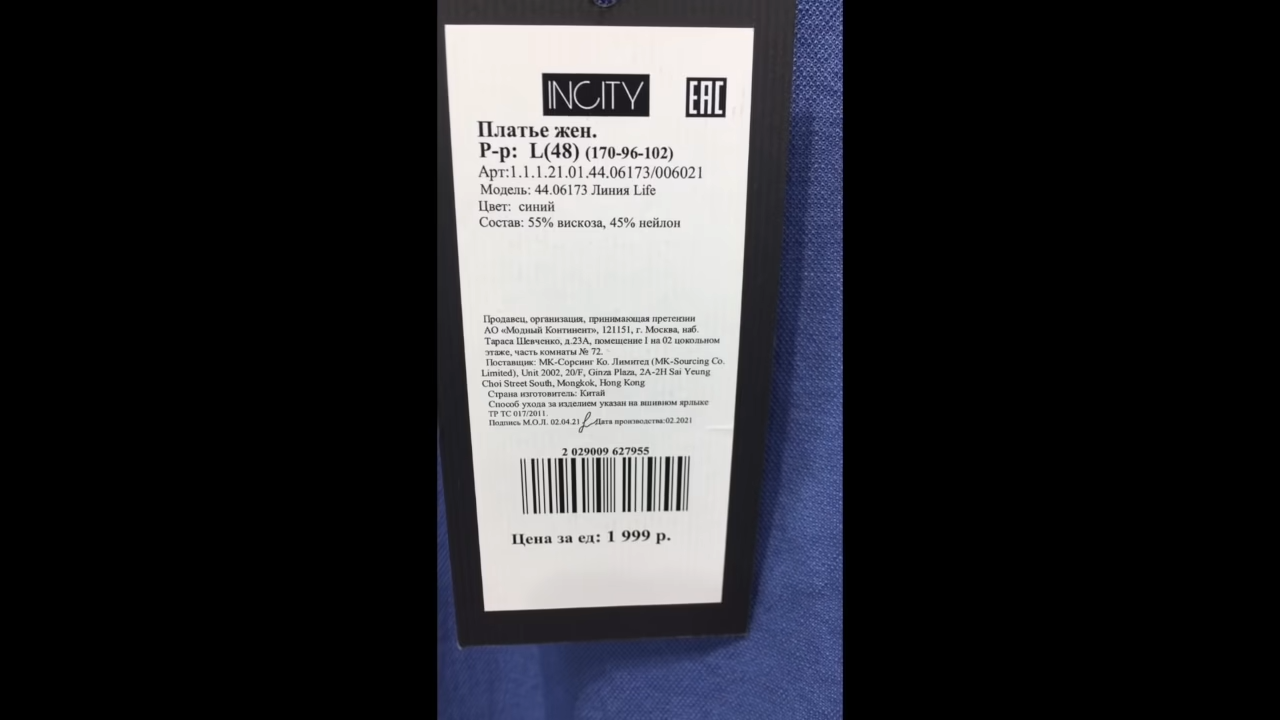 INCITY EAC
Платье жен.
Р-р: L(48) (170-96-102)
Арт:1.1.1.21.01.44.06173/006021
Модель: 44.06173 Линия Life
Цвет: синий
Состав: 55% вискоза, 45% нейлон
Продавец, организация, принимающая претензии
АО «Модный Континент», 121151, г. Москва, наб.
Тараса Шевченко, д.23А, помещение I на 02 цокольном
этаже, часть комнаты № 72.
Поставщик: МК-Сорсинг Ко. Лимитед (MK-Sourcing Co.
Limited), Unit 2002, 20/F, Ginza Plaza, 2A-2H Sai Yeung
Choi Street South, Mongkok, Hong Kong
Страна изготовитель: Китай
Способ ухода за изделием указан на вшивном ярлыке
ТР ТС 017/2011.
Подпись М.О.Л. 02.04.21 Дата производства:02.2021
2 029009 627955
Цена за ед: 1 999 р.